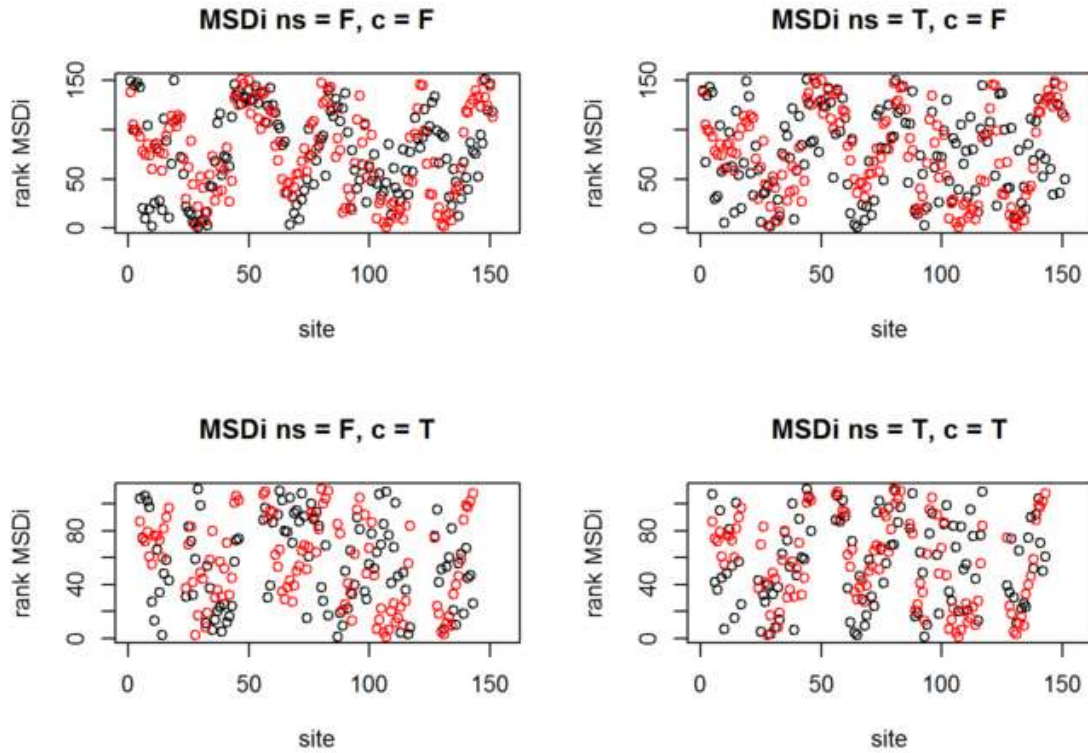 MSDi ns = F, c = F
rank MSDi
150
50
0
0
50
100
150
site
MSDi ns = T, c = F
rank MSDi
150
50
0
0
50
100
150
site
MSDi ns = F, c = T
rank MSDi
80
40
0
0
50
100
150
site
MSDi ns = T, c = T
rank MSDi
80
40
0
0
50
100
150
site